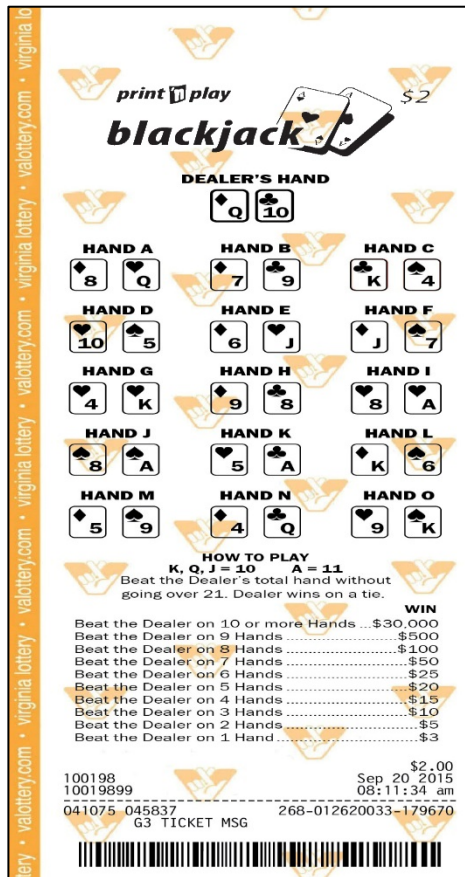 virginia lottery • valottery.com • virginia lottery • valottery.com • virginia lottery • valottery.com • virginia lo
print 'n play
$2
blackjack
DEALER'S HAND
Q 10
HAND A HAND B HAND C
8 Q 7 9 K 4
HAND D HAND E HAND F
10 5 6 J J 7
HAND G HAND H HAND I
4 K 9 8 8 A
HAND J HAND K HAND L
8 A 5 A K 6
HAND M HAND N HAND O
5 9 4 Q 9 K
HOW TO PLAY
K, Q, J = 10 A = 11
Beat the Dealer's total hand without
going over 21. Dealer wins on a tie.
WIN
Beat the Dealer on 10 or more Hands ...$30,000
Beat the Dealer on 9 Hands ......................$500
Beat the Dealer on 8 Hands ......................$100
Beat the Dealer on 7 Hands ........................$50
Beat the Dealer on 6 Hands ........................$25
Beat the Dealer on 5 Hands ........................$20
Beat the Dealer on 4 Hands ........................$15
Beat the Dealer on 3 Hands ........................$10
Beat the Dealer on 2 Hands ..........................$5
Beat the Dealer on 1 Hand ............................$3
$2.00
100198 Sep 20 2015
10019899 08:11:34 am
041075 045837 268-012620033-179670
G3 TICKET MSG